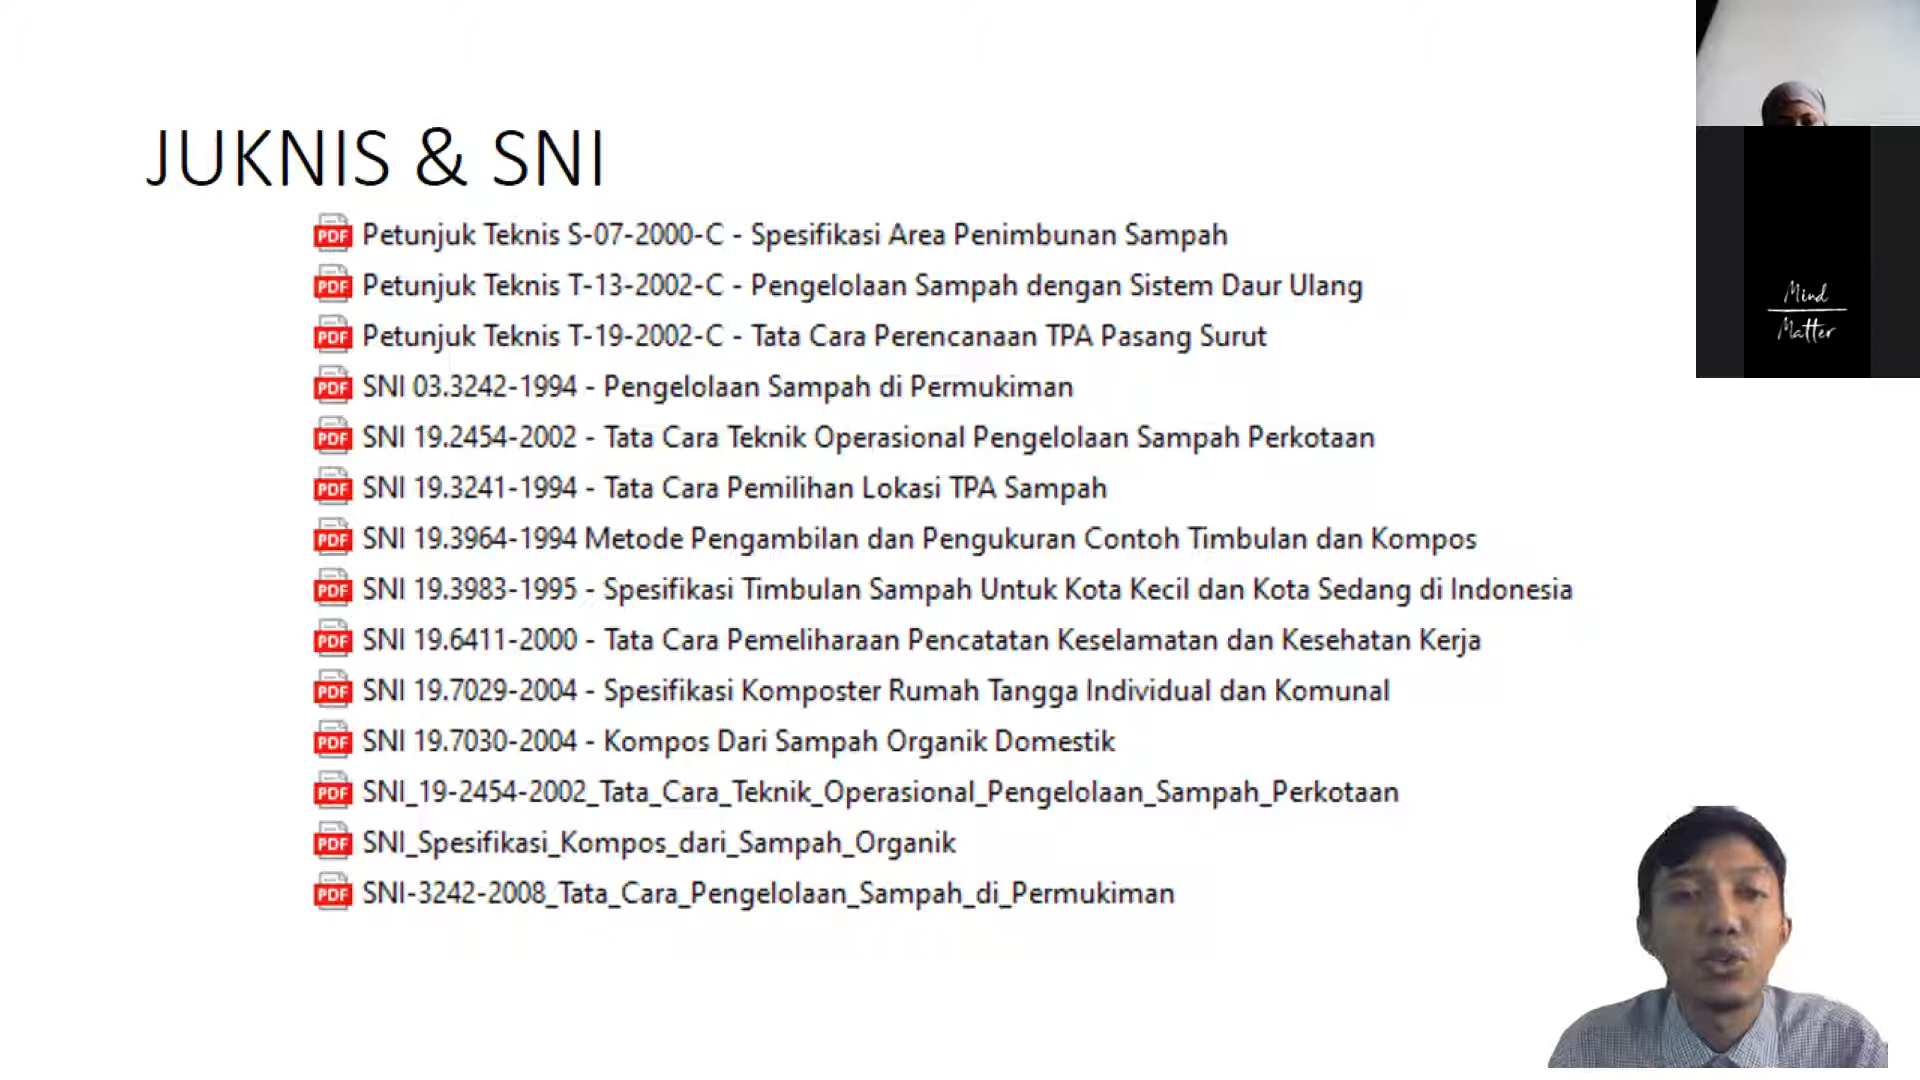 JUKNIS & SNI
PDF Petunjuk Teknis S-07-2000-C - Spesifikasi Area Penimbunan Sampah
PDF Petunjuk Teknis T-13-2002-C - Pengelolaan Sampah dengan Sistem Daur Ulang
PDF Petunjuk Teknis T-19-2002-C - Tata Cara Perencanaan TPA Pasang Surut
PDF SNI 03.3242-1994 - Pengelolaan Sampah di Permukiman
PDF SNI 19.2454-2002 - Tata Cara Teknik Operasional Pengelolaan Sampah Perkotaan
PDF SNI 19.3241-1994 - Tata Cara Pemilihan Lokasi TPA Sampah
PDF SNI 19.3964-1994 Metode Pengambilan dan Pengukuran Contoh Timbulan dan Kompos
PDF SNI 19.3983-1995 - Spesifikasi Timbulan Sampah Untuk Kota Kecil dan Kota Sedang di Indonesia
PDF SNI 19.6411-2000 - Tata Cara Pemeliharaan Pencatatan Keselamatan dan Kesehatan Kerja
PDF SNI 19.7029-2004 - Spesifikasi Komposter Rumah Tangga Individual dan Komunal
PDF SNI 19.7030-2004 - Kompos Dari Sampah Organik Domestik
PDF SNI_19-2454-2002_Tata_Cara_Teknik_Operasional_Pengelolaan_Sampah_Perkotaan
PDF SNI_Spesifikasi_Kompos_dari_Sampah_Organik
PDF SNI-3242-2008_Tata_Cara_Pengelolaan_Sampah_di_Permukiman
Mind
Matter